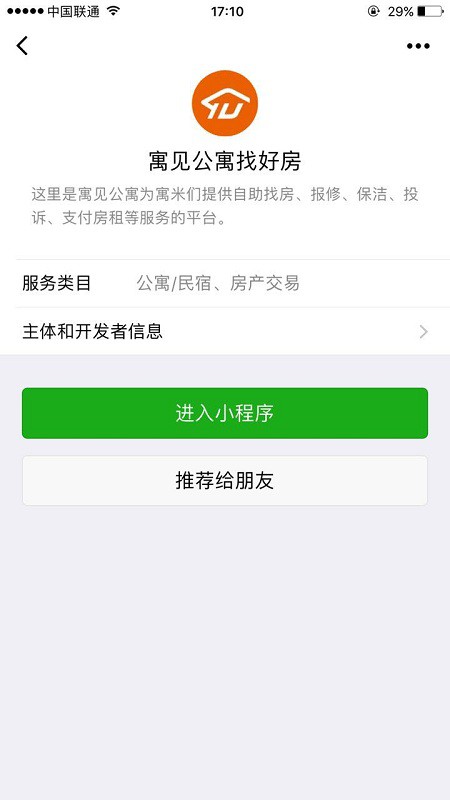 中国联通 17:10 29%
YU
寓见公寓找好房
这里是寓见公寓为寓米们提供自助找房、报修、保洁、投
诉、支付房租等服务的平台。
服务类目 公寓/民宿、房产交易
主体和开发者信息
进入小程序
推荐给朋友